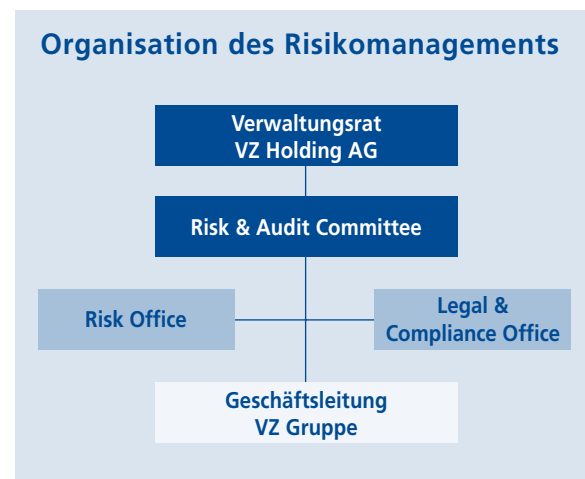 Organisation des Risikomanagements
Verwaltungsrat
VZ Holding AG
Risk & Audit Committee
Risk Office
Legal &
Compliance Office
Geschäftsleitung
VZ Gruppe